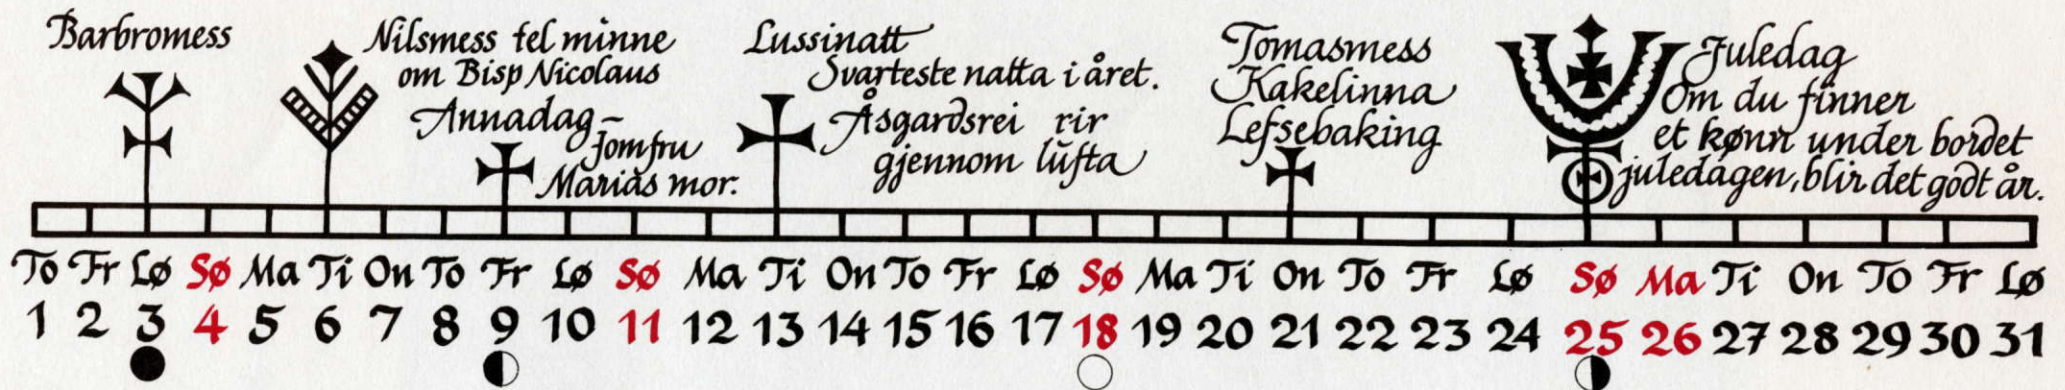 Barbromess
Nilsmess tel minne
om Bisp Nicolaus
Annadag-
Jomfru
Marias mor.
Lussinatt
Svarteste natta i året.
Åsgardsrei rir
gjennom lufta
Tomasmess
Kakelinna
Lefsebaking
Juledag
Om du finner
et kønn under bordet
juledagen, blir det godt år.
To Fr Lø Sø Ma Ti On To Fr Lø Sø Ma Ti On To Fr Lø Sø Ma Ti On To Fr Lø Sø Ma Ti On To Fr Lø
1 2 3 4 5 6 7 8 9 10 11 12 13 14 15 16 17 18 19 20 21 22 23 24 25 26 27 28 29 30 31